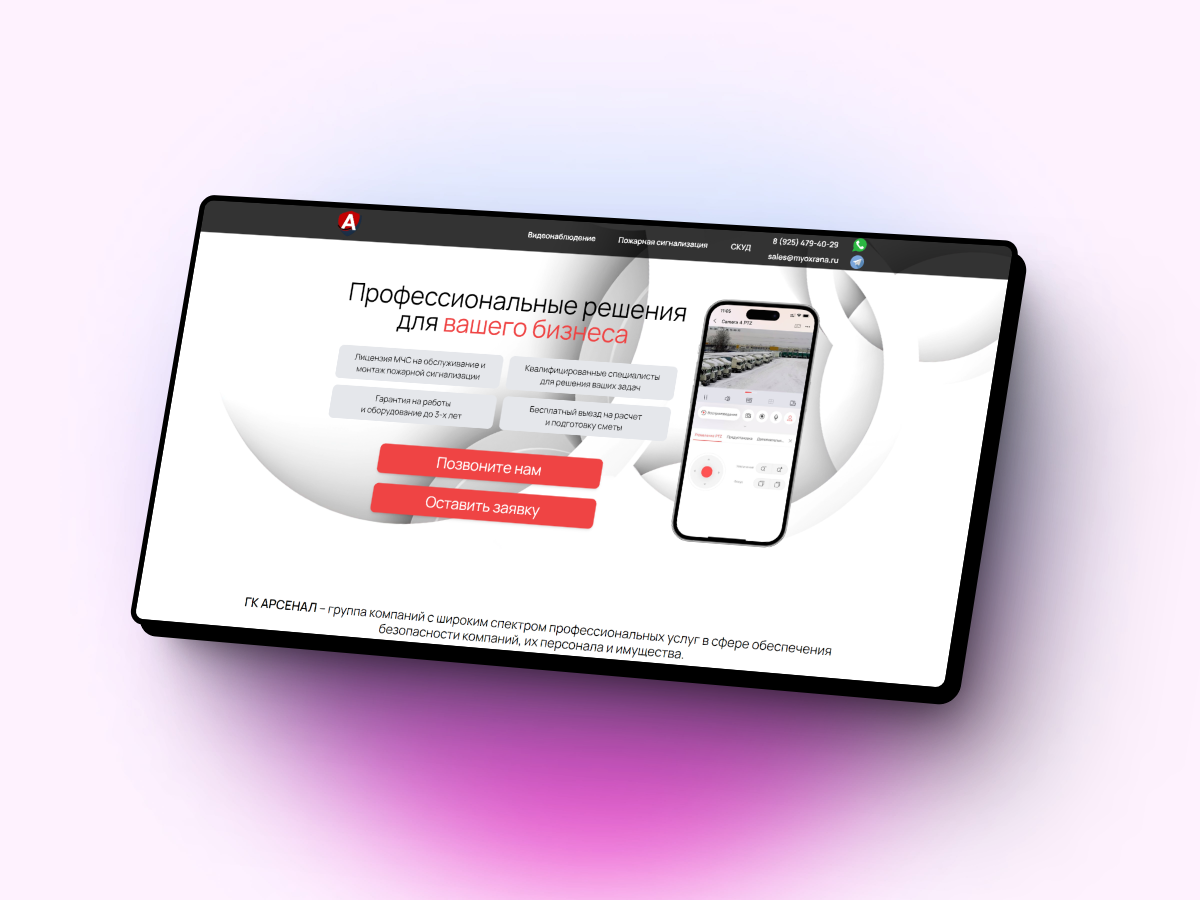 A
Видеонаблюдение
Пожарная сигнализация
СКУД
8 (925) 479-40-29
sales@myoxrana.ru
Профессиональные решения
для вашего бизнеса
Лицензия МЧС на обслуживание и
монтаж пожарной сигнализации
Квалифицированные специалисты
для решения ваших задач
Гарантия на работы
и оборудование до 3-х лет
Бесплатный выезд на расчет
и подготовку сметы
Позвоните нам
Оставить заявку
11:05
Camera 4 PTZ
ГК АРСЕНАЛ – группа компаний с широким спектром профессиональных услуг в сфере обеспечения
безопасности компаний, их персонала и имущества.